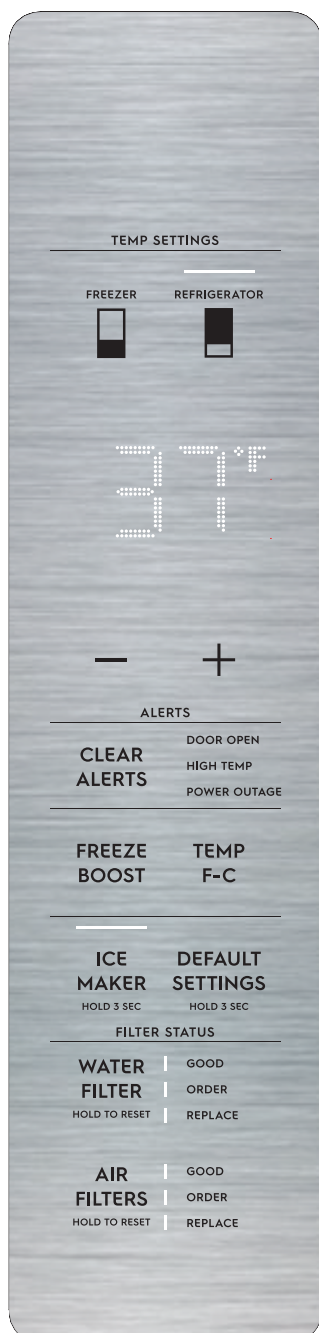 TEMP SETTINGS
FREEZER REFRIGERATOR
37°F
− +
ALERTS
CLEAR ALERTS
DOOR OPEN
HIGH TEMP
POWER OUTAGE
FREEZE BOOST
TEMP F-C
ICE MAKER
HOLD 3 SEC
DEFAULT SETTINGS
HOLD 3 SEC
FILTER STATUS
WATER FILTER
HOLD TO RESET
GOOD
ORDER
REPLACE
AIR FILTERS
HOLD TO RESET
GOOD
ORDER
REPLACE